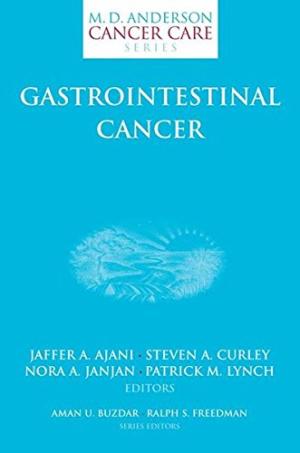 M. D. ANDERSON
CANCER CARE
SERIES
GASTROINTESTINAL
CANCER
JAFFER A. AJANI · STEVEN A. CURLEY
NORA A. JANJAN · PATRICK M. LYNCH
EDITORS
AMAN U. BUZDAR · RALPH S. FREEDMAN
SERIES EDITORS